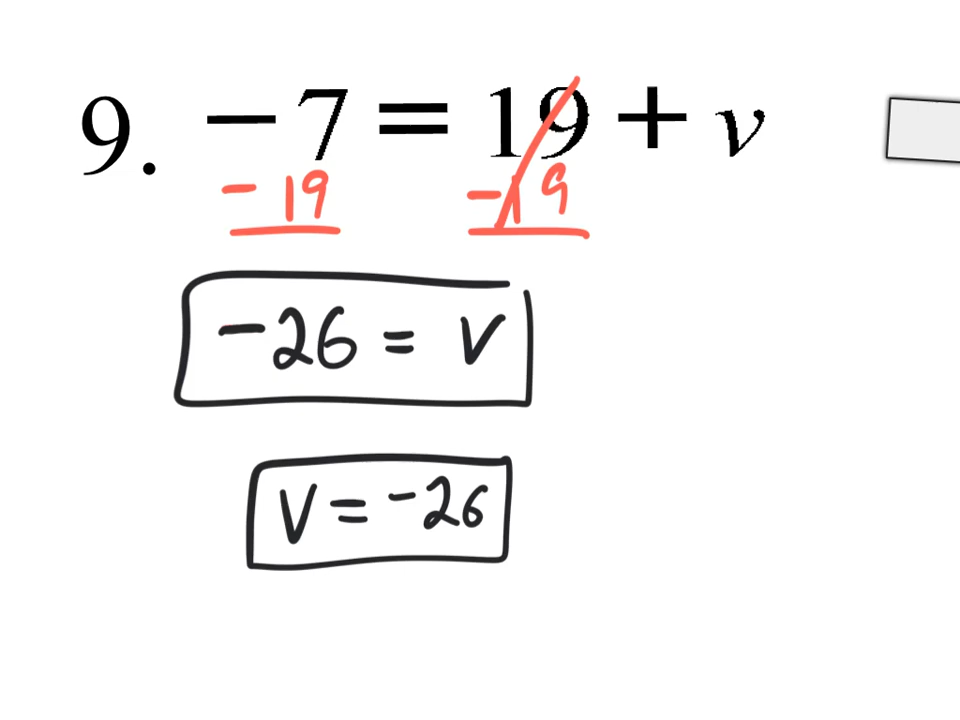 9. − 7 = 19 + v
- 19 -19
-26 = v
V = -26